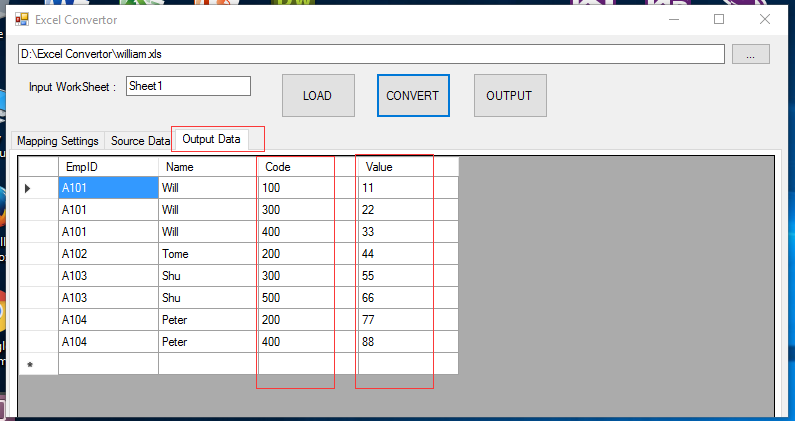 Excel Convertor
D:\Excel Convertor\william.xls
...
Input WorkSheet :
Sheet1
LOAD
CONVERT
OUTPUT
Mapping Settings
Source Data
Output Data
EmpID Name Code Value
A101 Will 100 11
A101 Will 300 22
A101 Will 400 33
A102 Tome 200 44
A103 Shu 300 55
A103 Shu 500 66
A104 Peter 200 77
A104 Peter 400 88
*